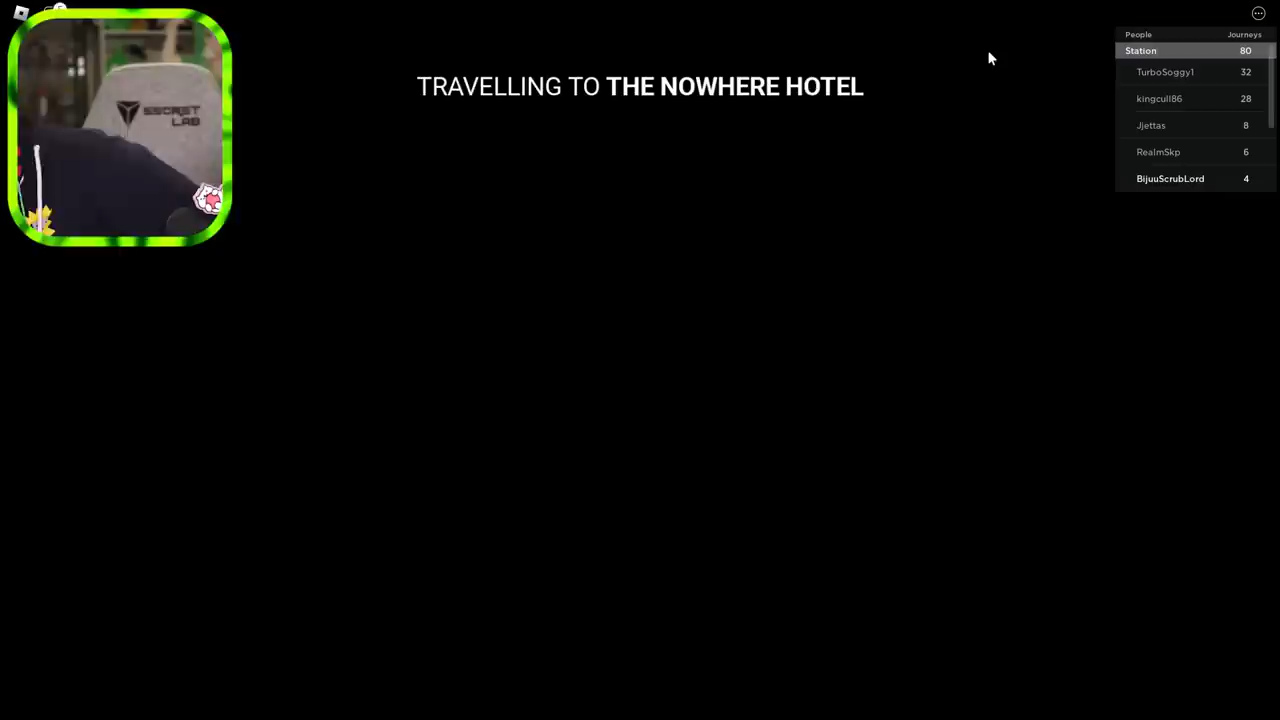 TRAVELLING TO THE NOWHERE HOTEL
People Journeys
Station 80
TurboSoggy1 32
kingcull86 28
Jjettas 8
RealmSkp 6
BijuuScrubLord 4
SECRET
LAB